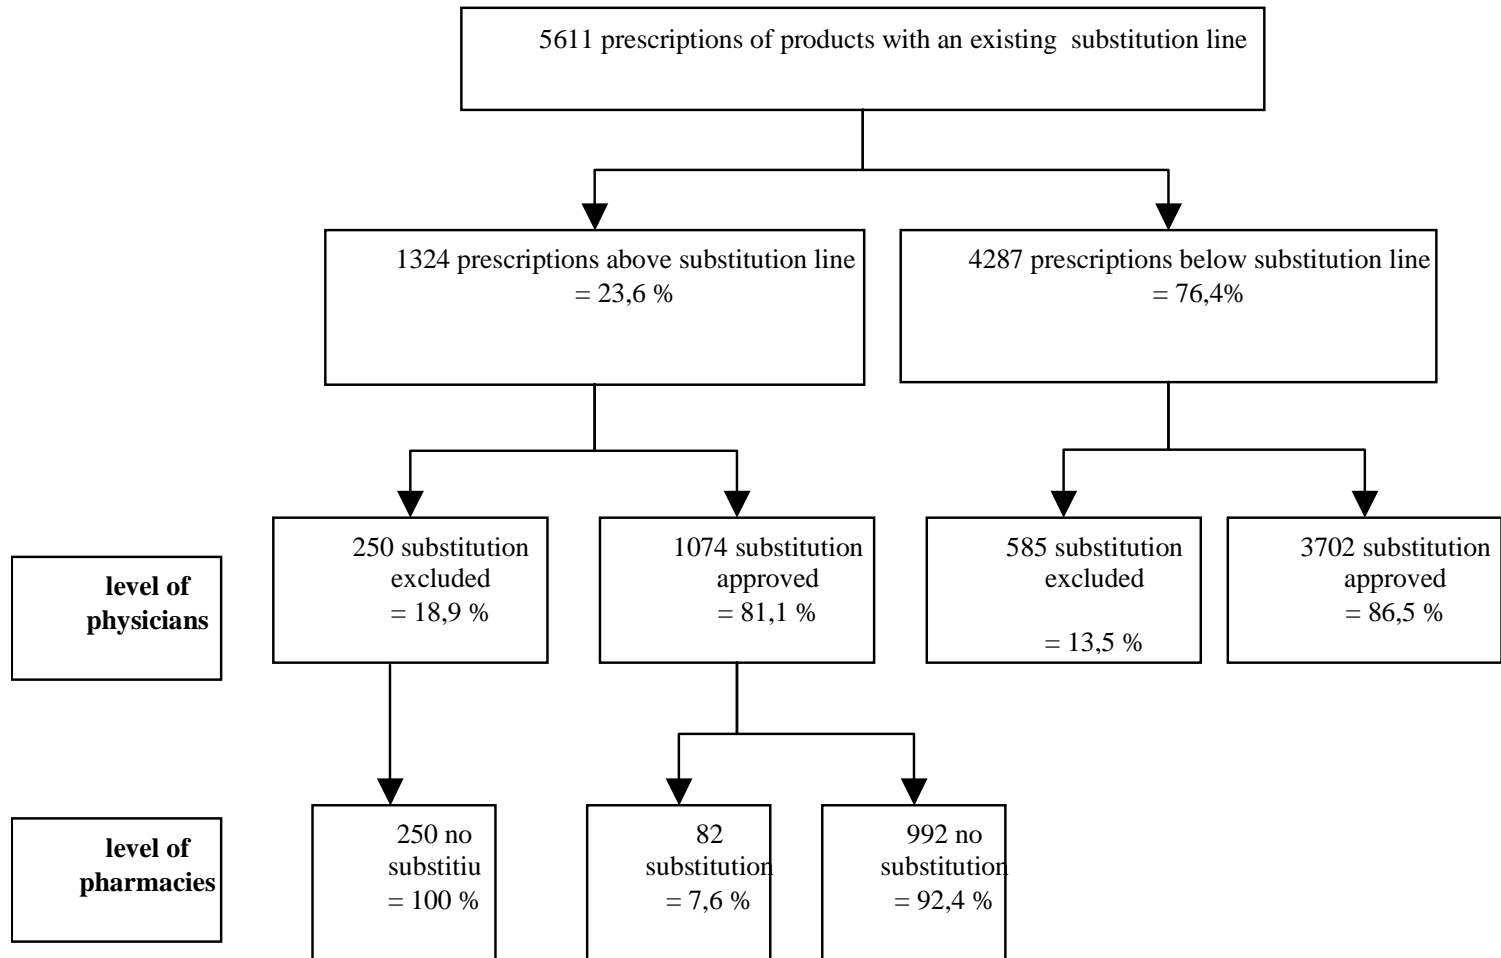 5611 prescriptions of products with an existing substitution line
1324 prescriptions above substitution line
= 23,6 %
4287 prescriptions below substitution line
= 76,4%
level of
physicians
250 substitution
excluded
= 18,9 %
1074 substitution
approved
= 81,1 %
585 substitution
excluded
= 13,5 %
3702 substitution
approved
= 86,5 %
level of
pharmacies
250 no
substitiu
= 100 %
82
substitution
= 7,6 %
992 no
substitution
= 92,4 %